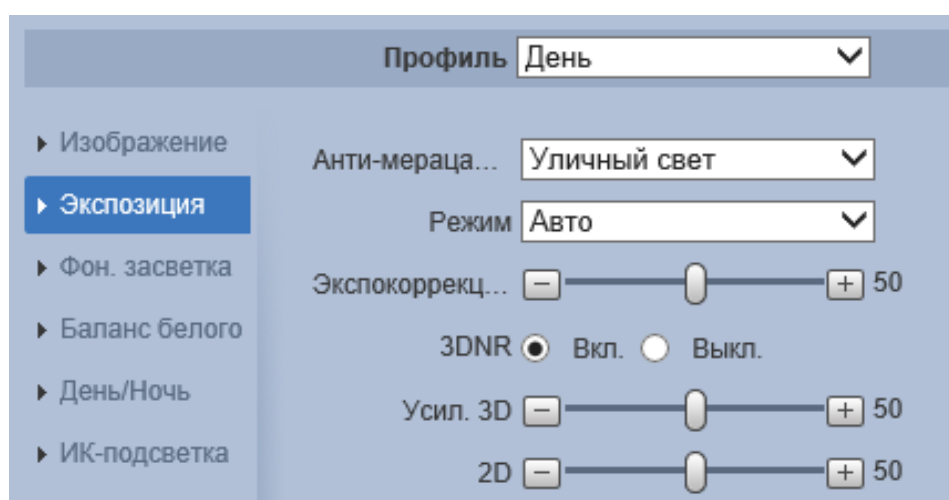 Профиль День
Изображение
Анти-мераца... Уличный свет
Экспозиция
Режим Авто
Фон. засветка
Экспокоррекц... 50
Баланс белого
3DNR Вкл. Выкл.
День/Ночь
Усил. 3D 50
ИК-подсветка
2D 50